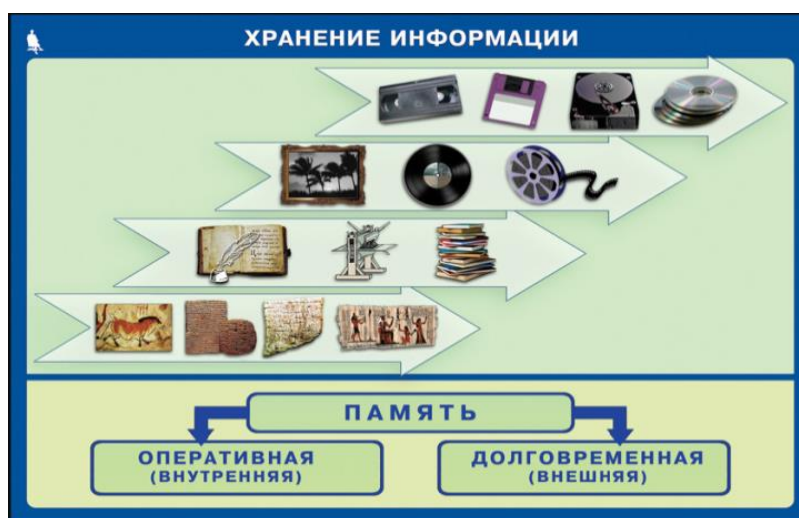 ХРАНЕНИЕ ИНФОРМАЦИИ
ПАМЯТЬ
ОПЕРАТИВНАЯ
(ВНУТРЕННЯЯ)
ДОЛГОВРЕМЕННАЯ
(ВНЕШНЯЯ)